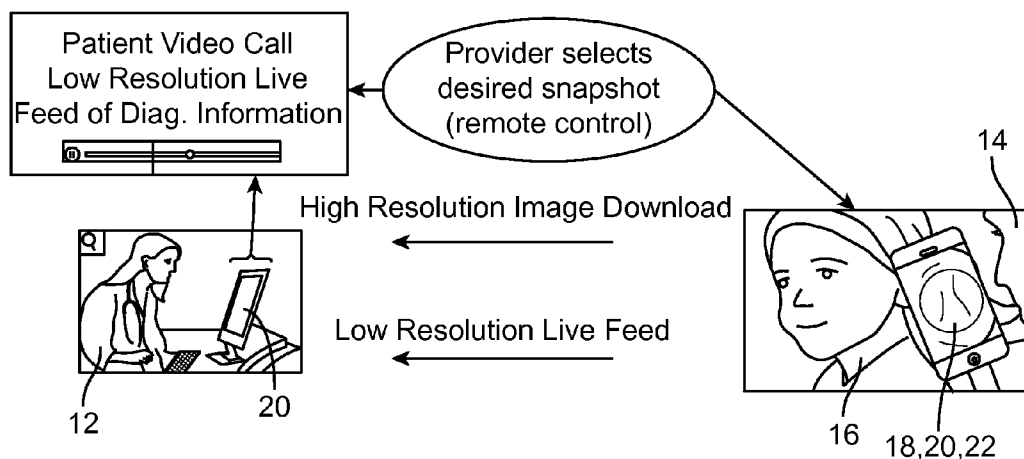 Patient Video Call
Low Resolution Live
Feed of Diag. Information
Provider selects
desired snapshot
(remote control)
14
High Resolution Image Download
Low Resolution Live Feed
12
20
16
18,20,22